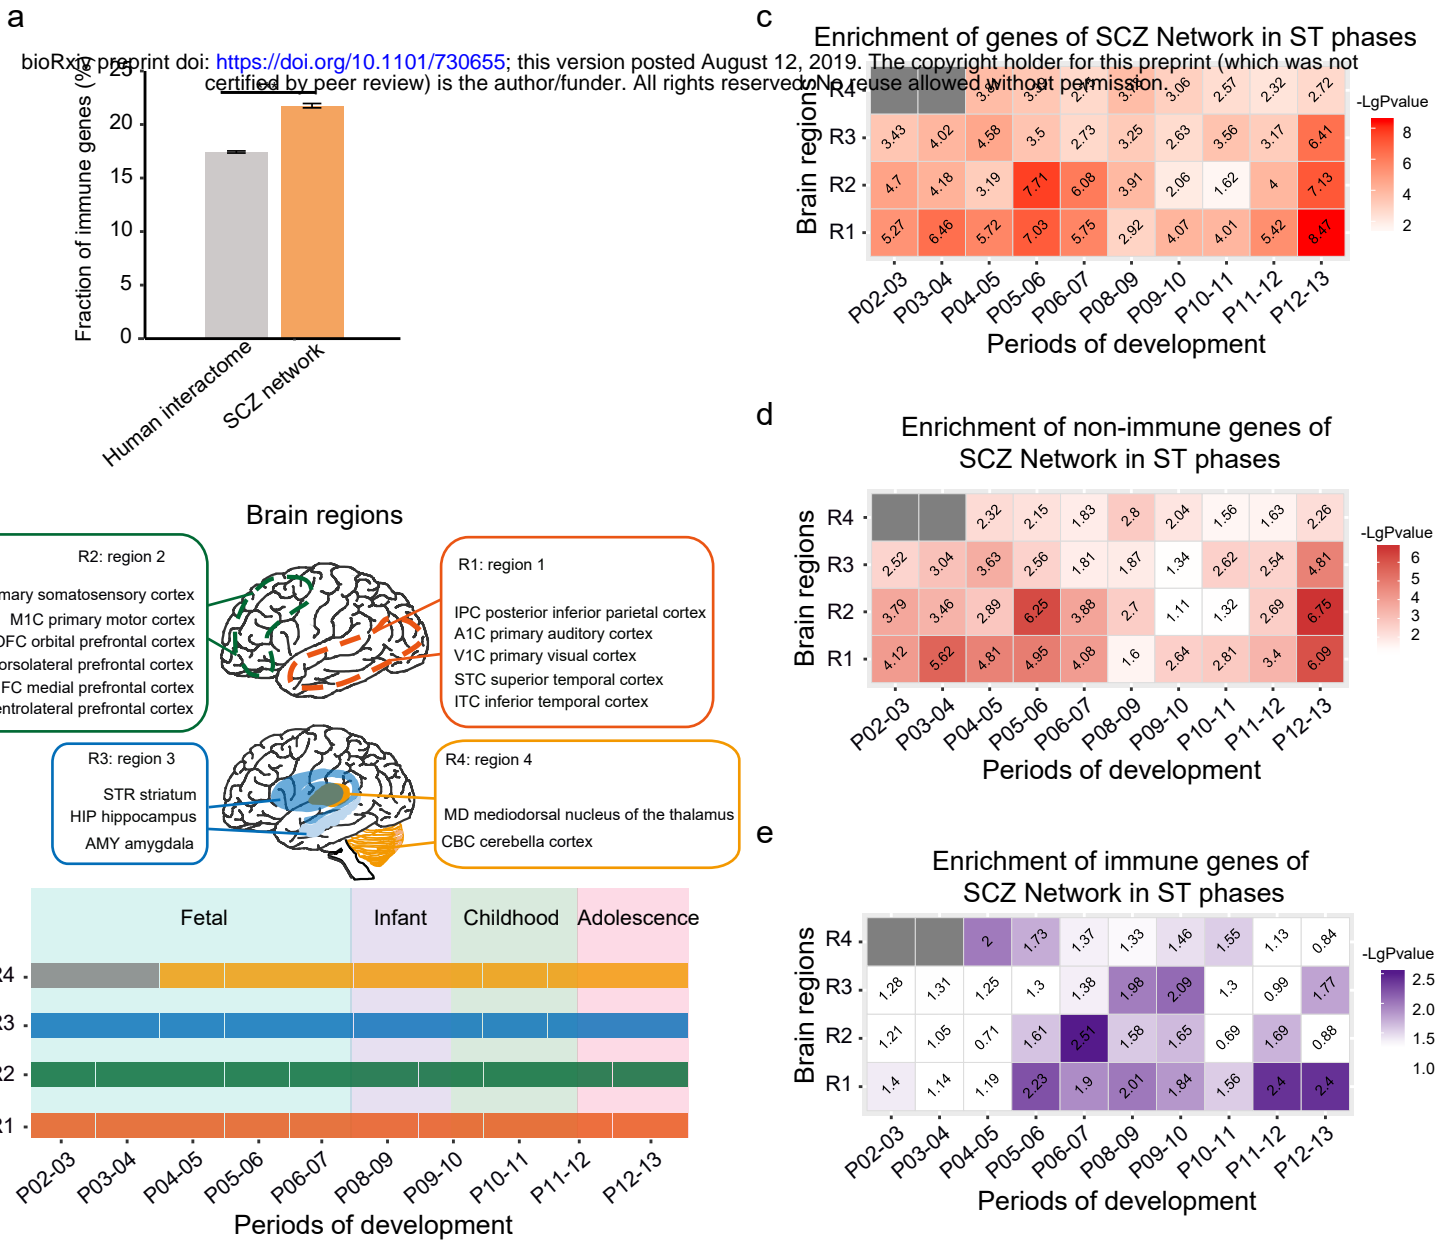 a
bioRxiv preprint doi: https://doi.org/10.1101/730655; this version posted August 12, 2019. The copyright holder for this preprint (which was not
certified by peer review) is the author/funder. All rights reserved. No reuse allowed without permission.
Fraction of immune genes (%)
25
20
15
10
5
0
Human interactome
SCZ network
Brain regions
R2: region 2
somatosensory cortex
M1C primary motor cortex
orbital prefrontal cortex
prefrontal cortex
medial prefrontal cortex
prefrontal cortex
R1: region 1
IPC posterior inferior parietal cortex
A1C primary auditory cortex
V1C primary visual cortex
STC superior temporal cortex
ITC inferior temporal cortex
R3: region 3
STR striatum
HIP hippocampus
AMY amygdala
R4: region 4
MD mediodorsal nucleus of the thalamus
CBC cerebella cortex
Fetal Infant Childhood Adolescence
R4
R3
R2
R1
P02-03 P03-04 P04-05 P05-06 P06-07 P08-09 P09-10 P10-11 P11-12 P12-13
Periods of development
c
Enrichment of genes of SCZ Network in ST phases
Brain regions
R4 3.06 2.57 2.32 2.72
R3 3.43 4.02 4.58 3.5 2.73 3.25 2.63 3.56 3.17 6.41
R2 4.7 4.18 3.19 7.71 6.08 3.91 2.06 1.62 4 7.13
R1 5.27 6.46 5.72 7.03 5.75 2.92 4.07 4.01 5.42 8.47
P02-03 P03-04 P04-05 P05-06 P06-07 P08-09 P09-10 P10-11 P11-12 P12-13
Periods of development
-LgPvalue
8
6
4
2
d
Enrichment of non-immune genes of
SCZ Network in ST phases
Brain regions
R4 2.32 2.15 1.83 2.8 2.04 1.56 1.63 2.26
R3 2.52 3.04 3.63 2.56 1.81 1.87 1.34 2.62 2.54 4.81
R2 3.79 3.46 2.89 6.25 3.88 2.7 1.11 1.32 2.69 6.75
R1 4.12 5.62 4.81 4.95 4.08 1.6 2.64 2.81 3.4 6.09
P02-03 P03-04 P04-05 P05-06 P06-07 P08-09 P09-10 P10-11 P11-12 P12-13
Periods of development
-LgPvalue
6
5
4
3
2
e
Enrichment of immune genes of
SCZ Network in ST phases
Brain regions
R4 2 1.73 1.37 1.33 1.46 1.55 1.13 0.84
R3 1.28 1.31 1.25 1.3 1.38 1.98 2.09 1.3 0.99 1.77
R2 1.21 1.05 0.71 1.61 2.51 1.58 1.65 0.69 1.69 0.88
R1 1.4 1.14 1.19 2.23 1.9 2.01 1.84 1.56 2.4 2.4
P02-03 P03-04 P04-05 P05-06 P06-07 P08-09 P09-10 P10-11 P11-12 P12-13
Periods of development
-LgPvalue
2.5
2.0
1.5
1.0